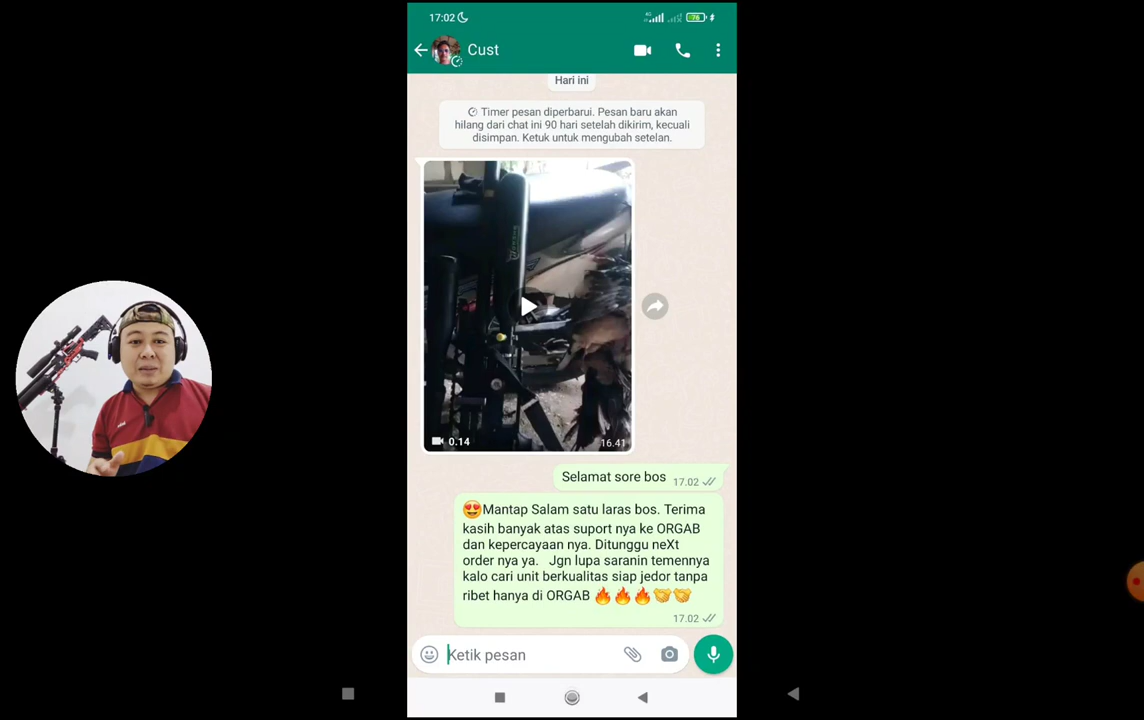 17:02
4G
76
Cust
Hari ini
Timer pesan diperbarui. Pesan baru akan
hilang dari chat ini 90 hari setelah dikirim, kecuali
disimpan. Ketuk untuk mengubah setelan.
0.14
16.41
Selamat sore bos
17.02
😍Mantap Salam satu laras bos. Terima
kasih banyak atas suport nya ke ORGAB
dan kepercayaan nya. Ditunggu neXt
order nya ya.   Jgn lupa saranin temennya
kalo cari unit berkualitas siap jedor tanpa
ribet hanya di ORGAB 🔥🔥🔥🤝🤝
17.02
Ketik pesan